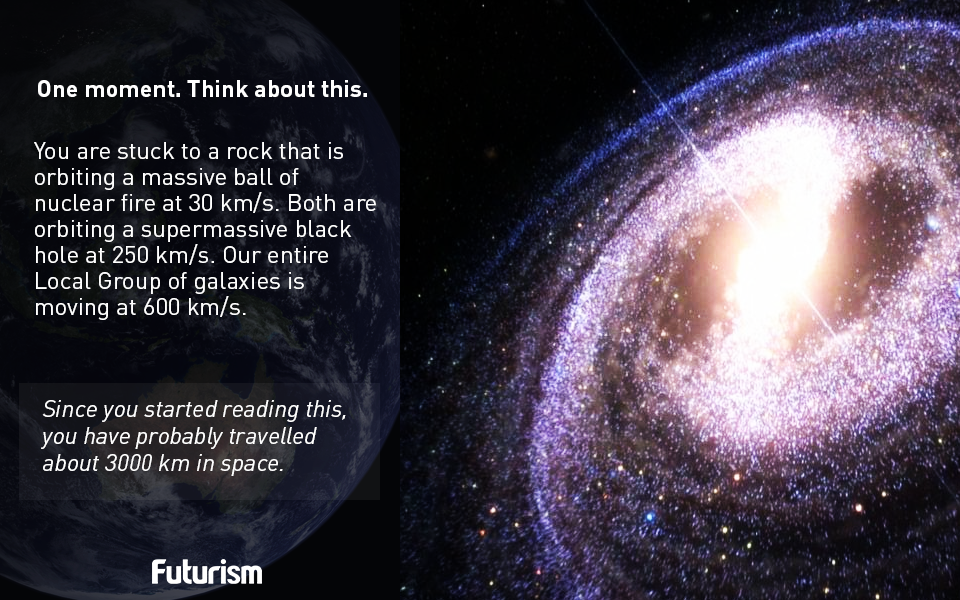 One moment. Think about this.
You are stuck to a rock that is
orbiting a massive ball of
nuclear fire at 30 km/s. Both are
orbiting a supermassive black
hole at 250 km/s. Our entire
Local Group of galaxies is
moving at 600 km/s.
Since you started reading this,
you have probably travelled
about 3000 km in space.
Futurism